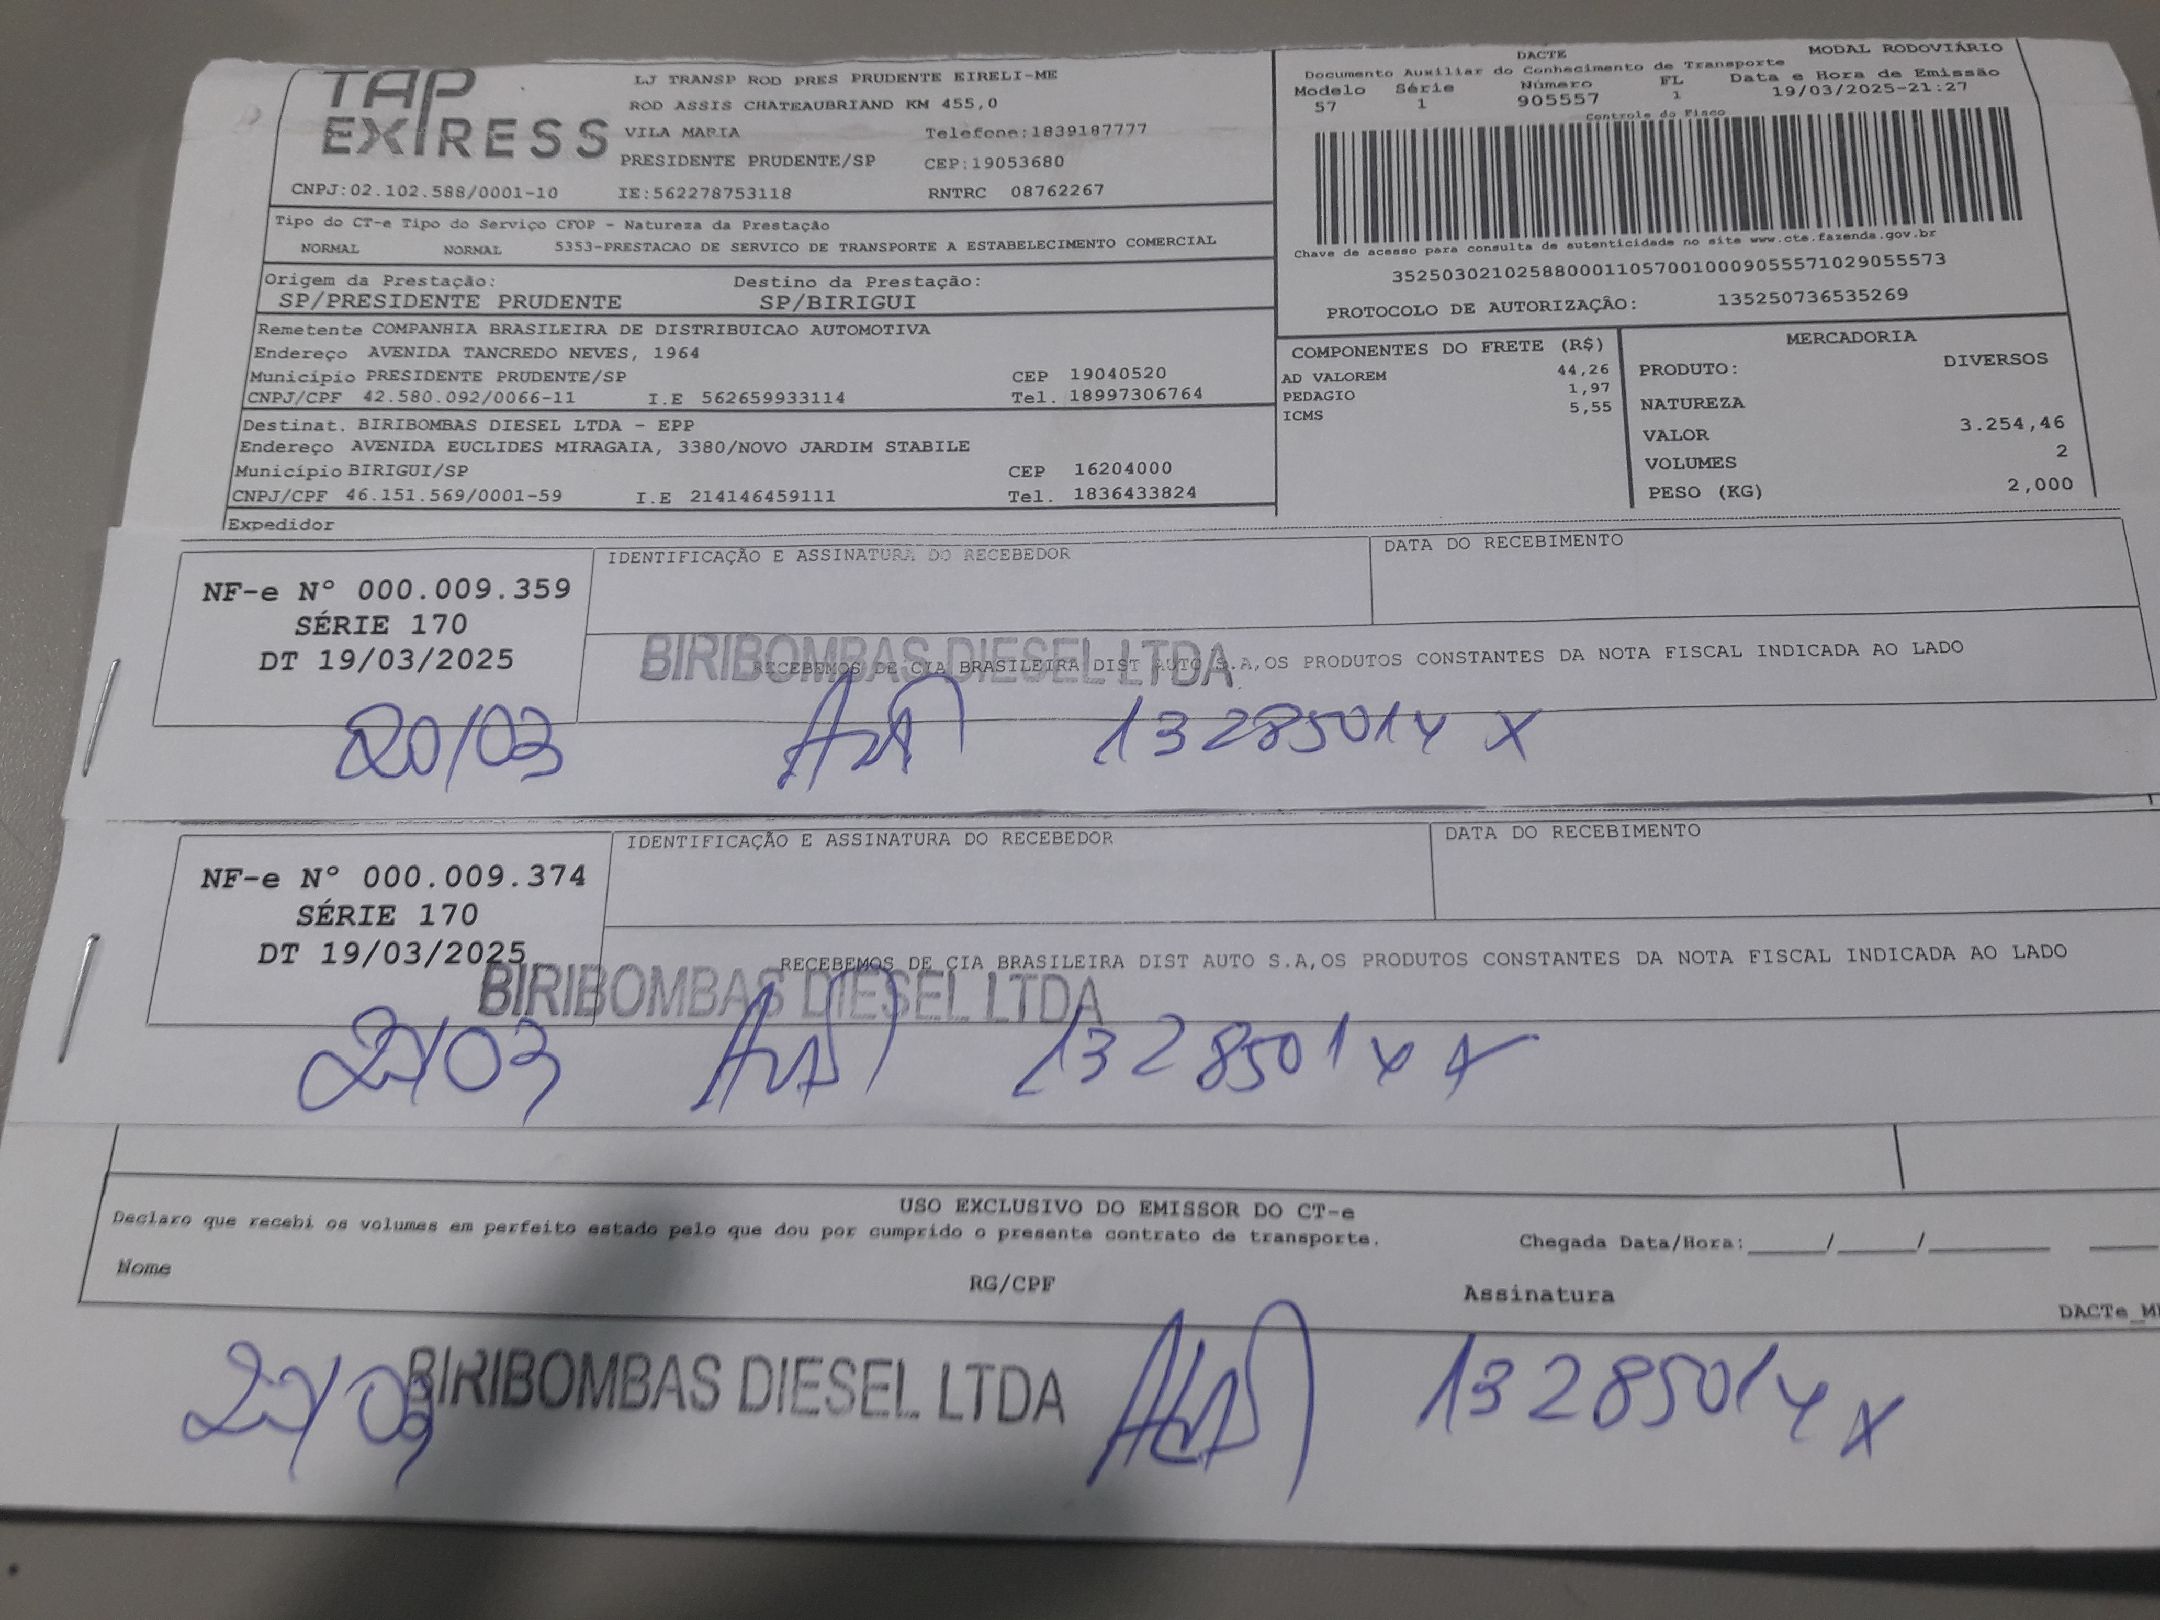 TAP EXPRESS
LJ TRANSP ROD PRES PRUDENTE EIRELI-ME
ROD ASSIS CHATEAUBRIAND KM 455,0
VILA MARIA Telefone:1839187777
PRESIDENTE PRUDENTE/SP CEP:19053680
CNPJ:02.102.588/0001-10 IE:562278753118 RNTRC 08762267
DACTE MODAL RODOVIÁRIO
Documento Auxiliar do Conhecimento de Transporte
Modelo Série Número FL Data e Hora de Emissão
57 1 905557 1 19/03/2025-21:27
Controle do Fisco
Chave de acesso para consulta de autenticidade no site www.cte.fazenda.gov.br
35250302102588000110570010009055571029055573
PROTOCOLO DE AUTORIZAÇÃO: 135250736535269
Tipo do CT-e Tipo do Serviço CFOP - Natureza da Prestação
NORMAL NORMAL 5353-PRESTACAO DE SERVICO DE TRANSPORTE A ESTABELECIMENTO COMERCIAL
Origem da Prestação: Destino da Prestação:
SP/PRESIDENTE PRUDENTE SP/BIRIGUI
Remetente COMPANHIA BRASILEIRA DE DISTRIBUICAO AUTOMOTIVA
Endereço AVENIDA TANCREDO NEVES, 1964
Município PRESIDENTE PRUDENTE/SP CEP 19040520
CNPJ/CPF 42.580.092/0066-11 I.E 562659933114 Tel. 18997306764
Destinat. BIRIBOMBAS DIESEL LTDA - EPP
Endereço AVENIDA EUCLIDES MIRAGAIA, 3380/NOVO JARDIM STABILE
Município BIRIGUI/SP CEP 16204000
CNPJ/CPF 46.151.569/0001-59 I.E 214146459111 Tel. 1836433824
Expedidor
COMPONENTES DO FRETE (R$)
AD VALOREM 44,26
PEDAGIO 1,97
ICMS 5,55
MERCADORIA
PRODUTO: DIVERSOS
NATUREZA
VALOR 3.254,46
VOLUMES 2
PESO (KG) 2,000
NF-e Nº 000.009.359
SÉRIE 170
DT 19/03/2025
IDENTIFICAÇÃO E ASSINATURA DO RECEBEDOR
DATA DO RECEBIMENTO
RECEBEMOS DE CIA BRASILEIRA DIST AUTO S.A,OS PRODUTOS CONSTANTES DA NOTA FISCAL INDICADA AO LADO
BIRIBOMBAS DIESEL LTDA
20/03 13285014 X
NF-e Nº 000.009.374
SÉRIE 170
DT 19/03/2025
IDENTIFICAÇÃO E ASSINATURA DO RECEBEDOR
DATA DO RECEBIMENTO
RECEBEMOS DE CIA BRASILEIRA DIST AUTO S.A,OS PRODUTOS CONSTANTES DA NOTA FISCAL INDICADA AO LADO
BIRIBOMBAS DIESEL LTDA
13285014 X
USO EXCLUSIVO DO EMISSOR DO CT-e
Declaro que recebi os volumes em perfeito estado pelo que dou por cumprido o presente contrato de transporte.
Chegada Data/Hora:_____/_____/________ ____
Nome RG/CPF Assinatura
BIRIBOMBAS DIESEL LTDA
13285014 X